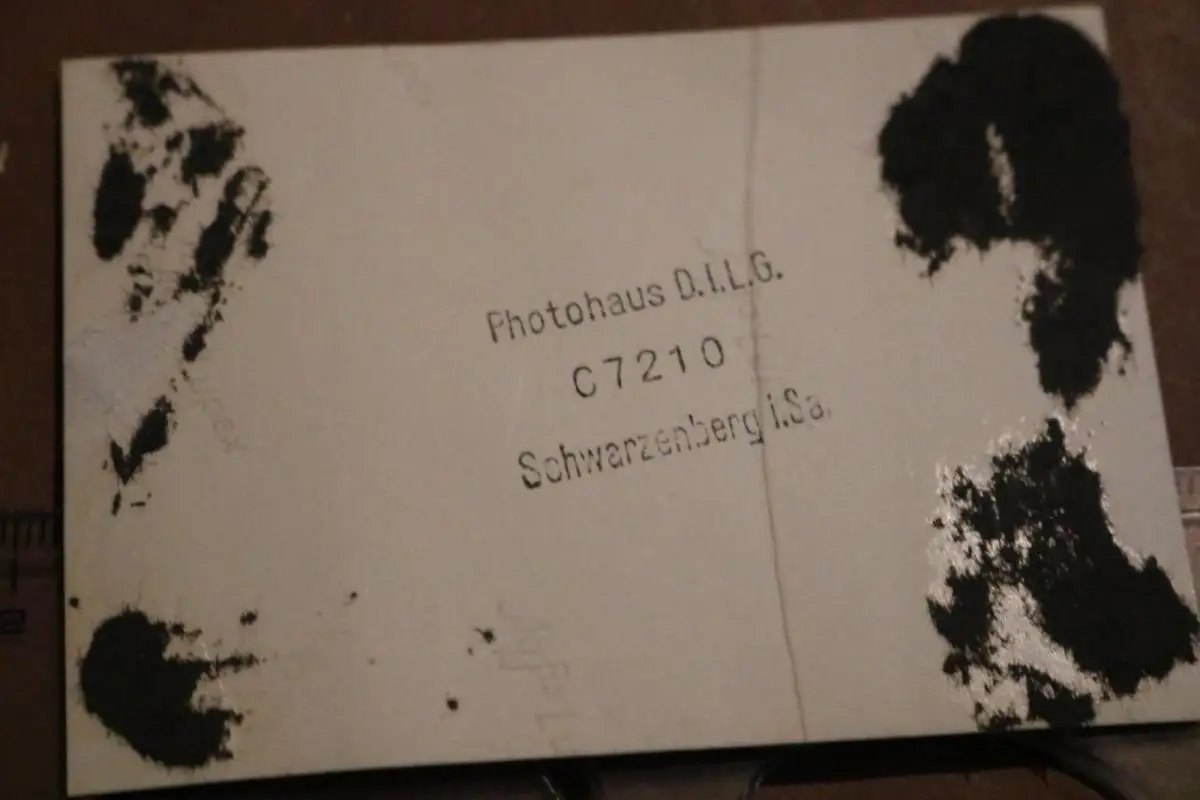 Photohaus D.I.L.G.
C7210
Schwarzenberg i.Sa.